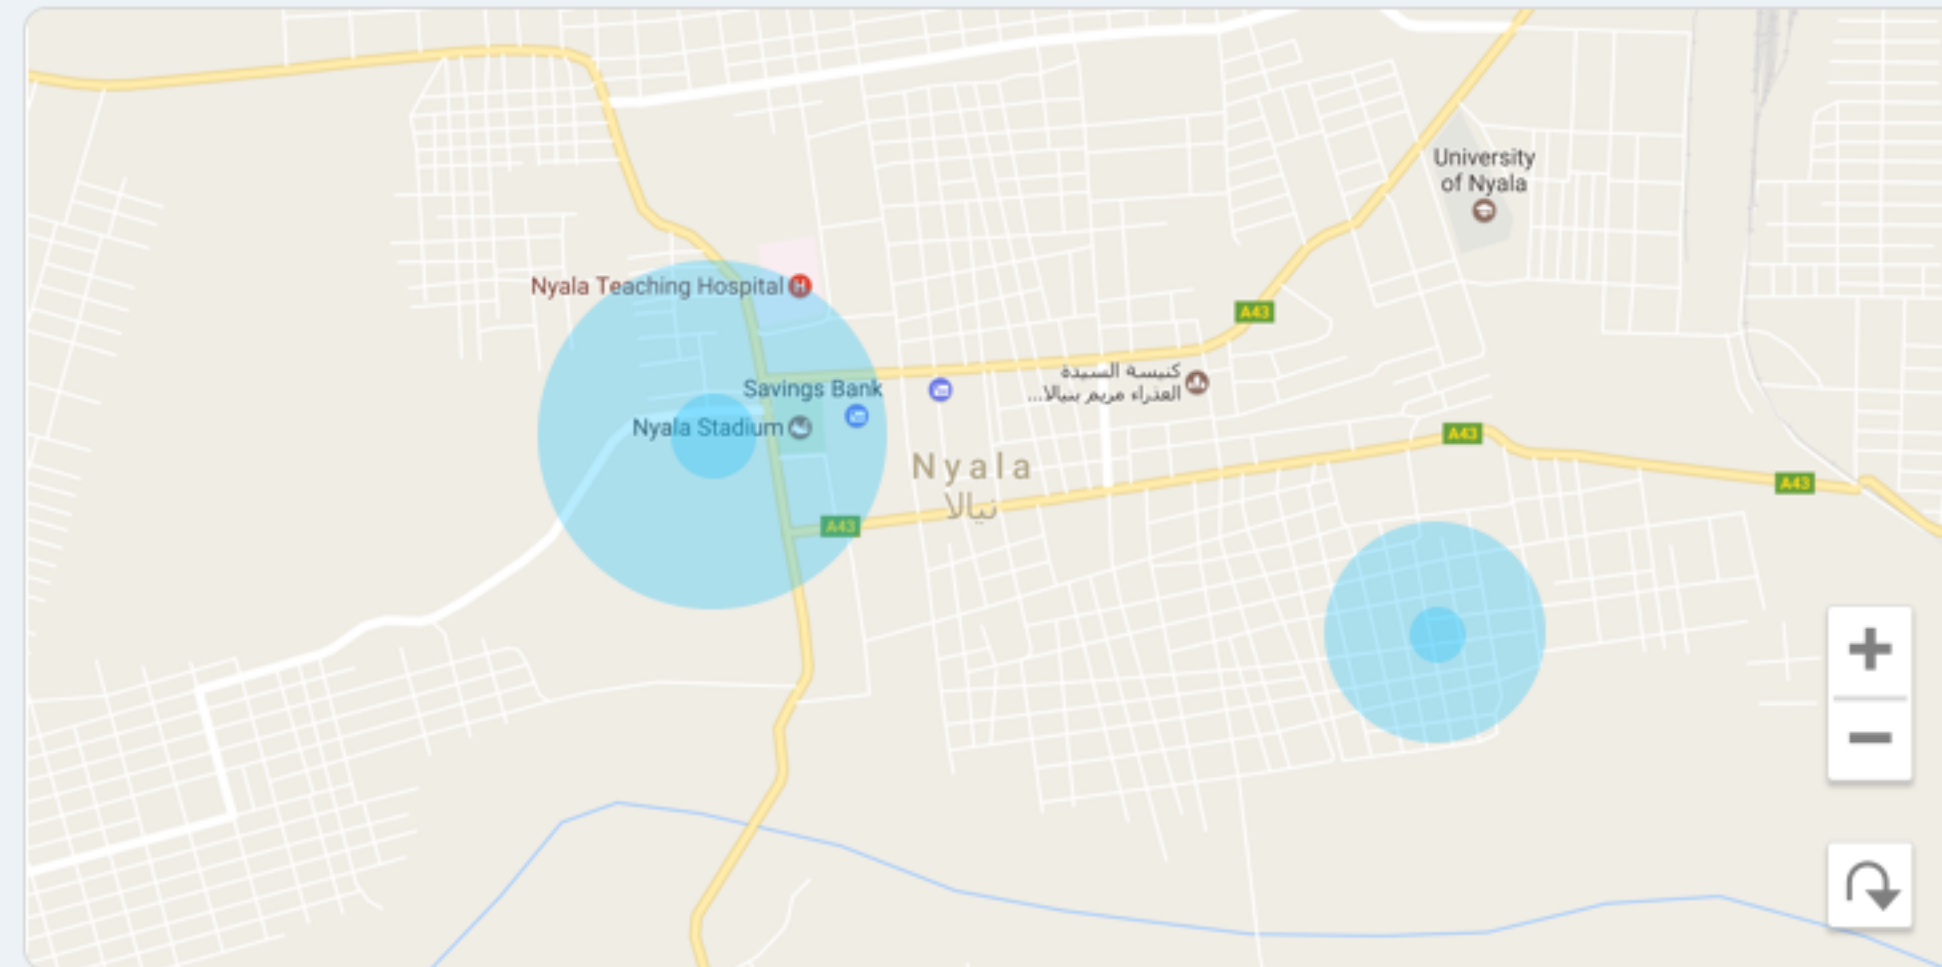 University
of Nyala
Nyala Teaching Hospital
A43
كنيسة السيدة
العذراء مريم بنيالا...
Savings Bank
Nyala Stadium
A43
Nyala
نيالا
A43
A43